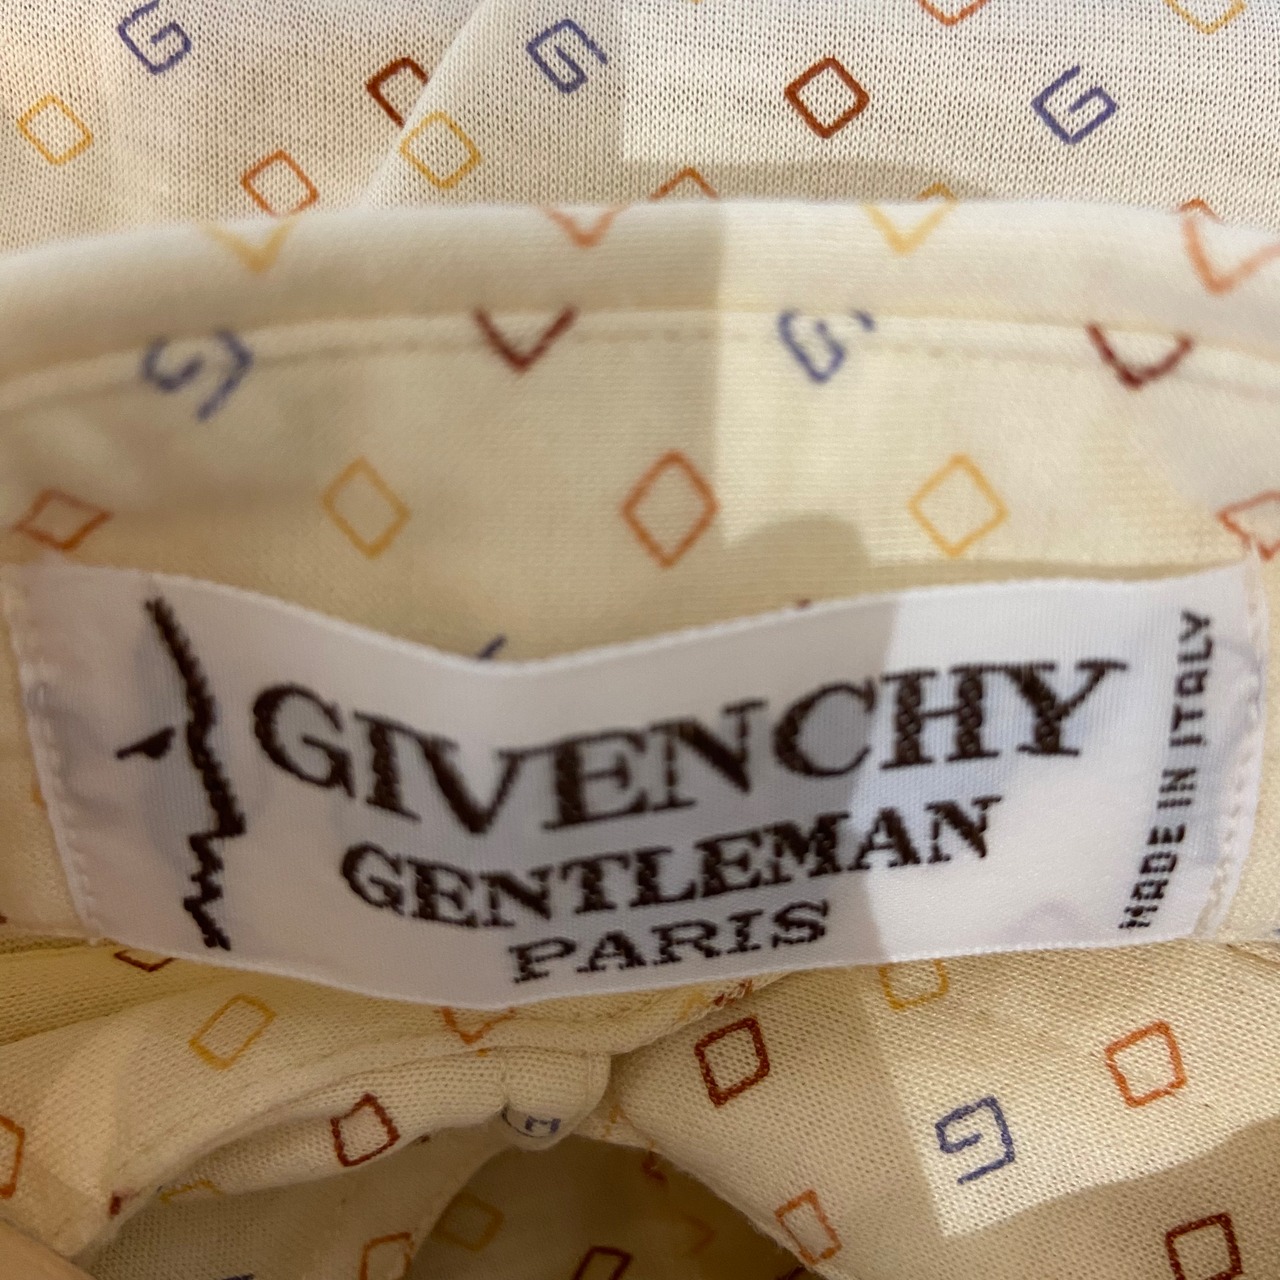 GIVENCHY
GENTLEMAN
PARIS
MADE IN ITALY